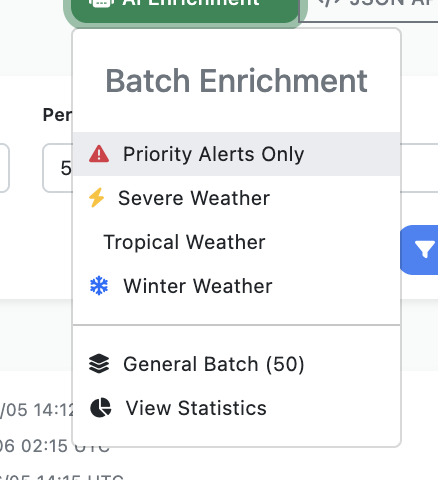 AI Enrichment
JSON AP
Batch Enrichment
Per
5
Priority Alerts Only
Severe Weather
Tropical Weather
Winter Weather
General Batch (50)
View Statistics
/05 14:12
06 02:15 UTC
/05 14:15 UTC